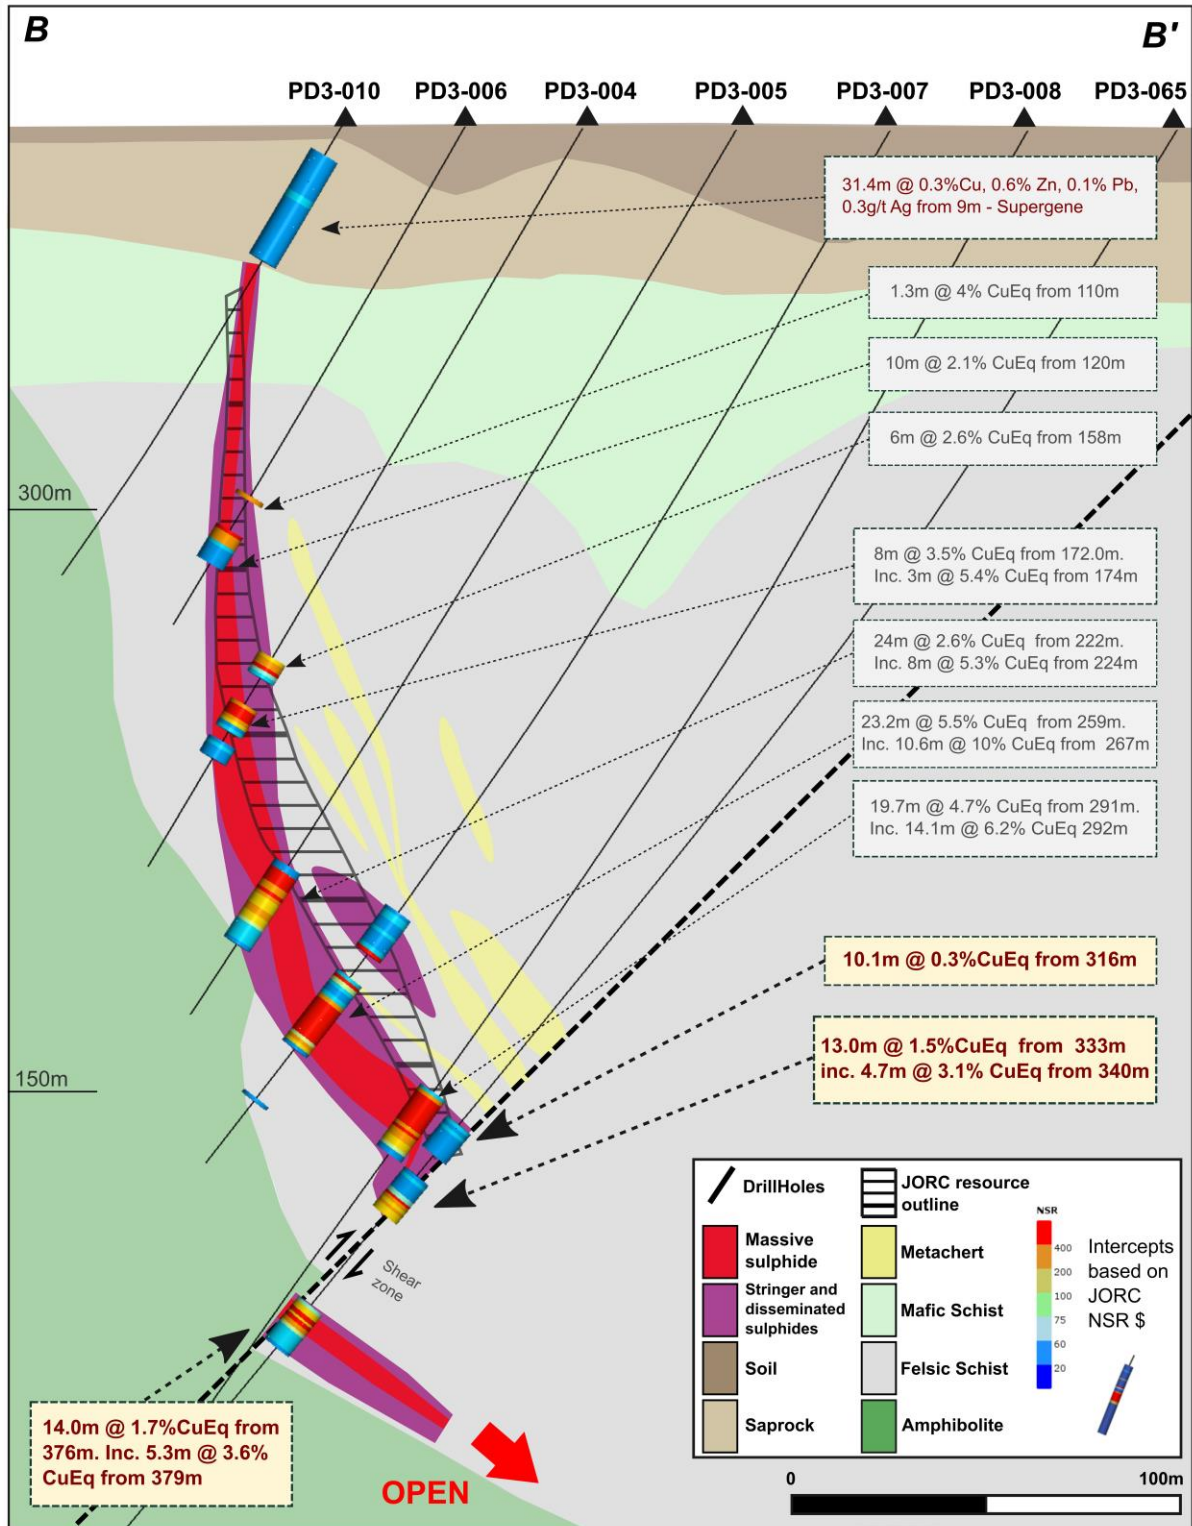 B
B'
PD3-010 PD3-006 PD3-004 PD3-005 PD3-007 PD3-008 PD3-065
31.4m @ 0.3%Cu, 0.6% Zn, 0.1% Pb,
0.3g/t Ag from 9m - Supergene
1.3m @ 4% CuEq from 110m
10m @ 2.1% CuEq from 120m
6m @ 2.6% CuEq from 158m
300m
8m @ 3.5% CuEq from 172.0m.
Inc. 3m @ 5.4% CuEq from 174m
24m @ 2.6% CuEq from 222m.
Inc. 8m @ 5.3% CuEq from 224m
23.2m @ 5.5% CuEq from 259m.
Inc. 10.6m @ 10% CuEq from 267m
19.7m @ 4.7% CuEq from 291m.
Inc. 14.1m @ 6.2% CuEq 292m
10.1m @ 0.3%CuEq from 316m
13.0m @ 1.5%CuEq from 333m
inc. 4.7m @ 3.1% CuEq from 340m
150m
Shear
zone
14.0m @ 1.7%CuEq from
376m. Inc. 5.3m @ 3.6%
CuEq from 379m
OPEN
DrillHoles
JORC resource
outline
Massive
sulphide
Metachert
Stringer and
disseminated
sulphides
Mafic Schist
Soil
Felsic Schist
Saprock
Amphibolite
NSR
400
200
100
75
60
20
Intercepts
based on
JORC
NSR $
0
100m